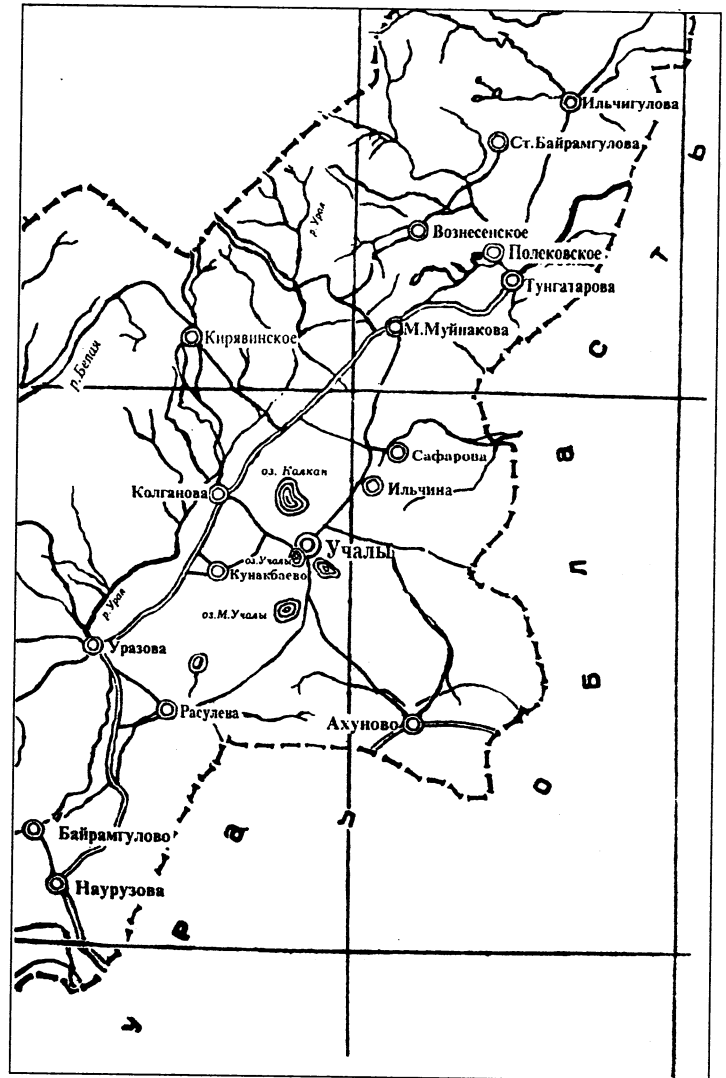 Ильчигулова
Ст.Байрамгулова
р. Урал
Вознесенское
Полековское
Тунгатарова
М.Муйнакова
Кирявинское
р.Белая
Сафарова
оз. Калкан
Ильчина
Колганова
Учалы
оз.Учалы
Кунакбаево
р.Урал
оз.М.Учалы
Уразова
Расулева
Ахуново
Байрамгулово
Наурузова
У р а л о Б л а с т ь